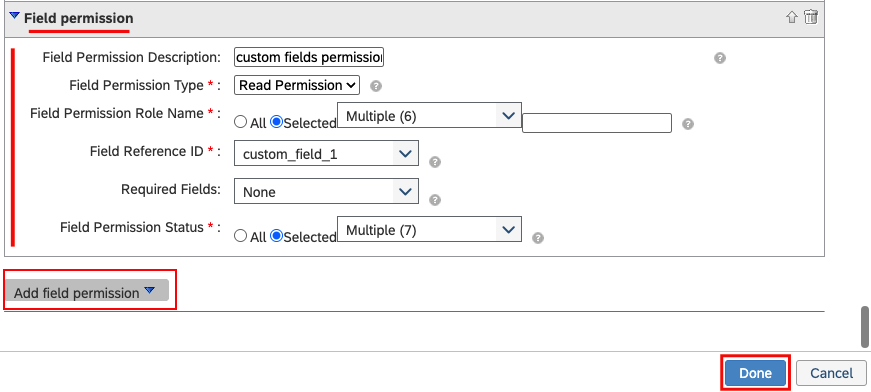 Field permission
Field Permission Description: custom fields permission
Field Permission Type * : Read Permission ?
Field Permission Role Name * : All Selected Multiple (6) ?
Field Reference ID * : custom_field_1 ?
Required Fields: None ?
Field Permission Status * : All Selected Multiple (7) ?
Add field permission
Done Cancel